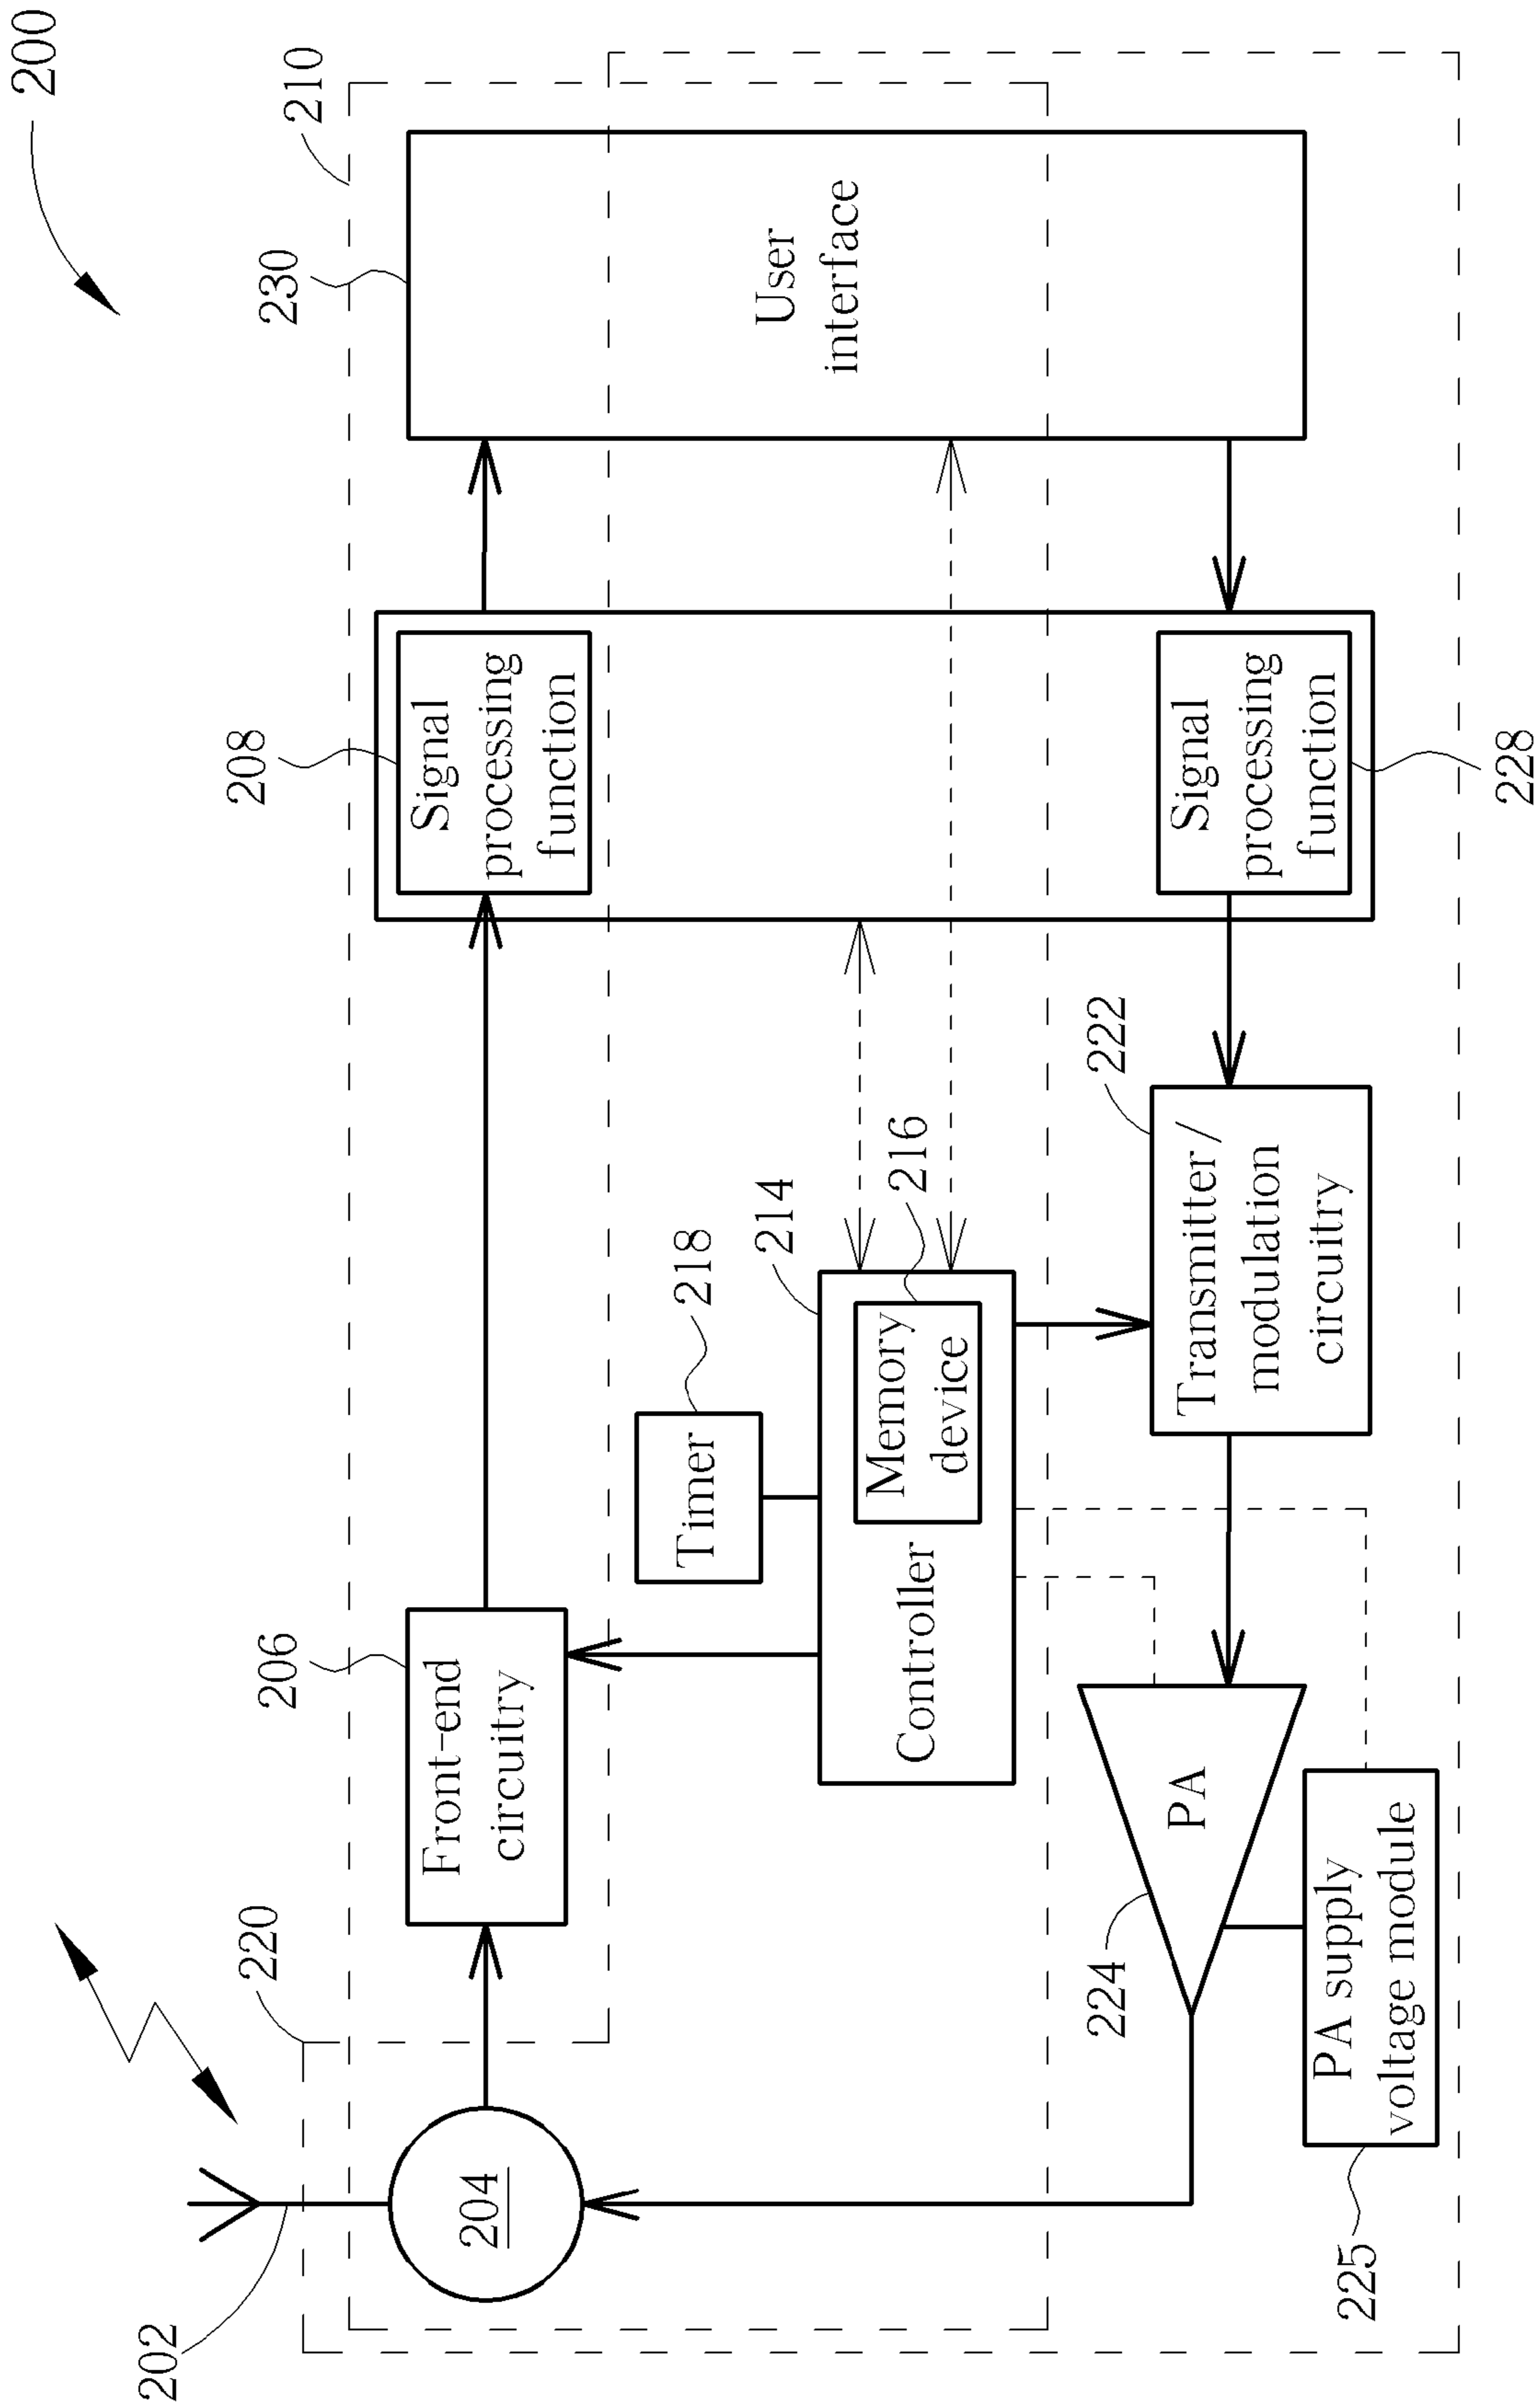 200
202
204
220
206
Front-end
circuitry
208
Signal
processing
function
230
210
User
interface
218
Timer
214
Controller
216
Memory
device
222
Transmitter/
modulation
circuitry
224
PA
225
PA supply
voltage module
Signal
processing
function
228